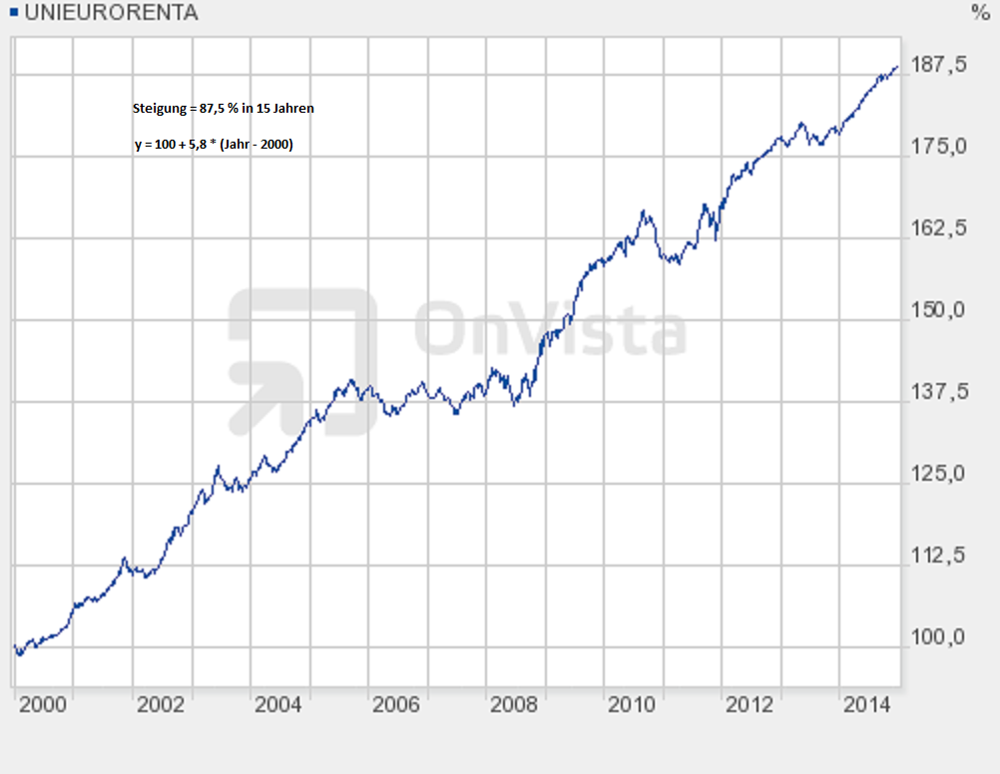 UNIEURORENTA %
187,5
Steigung = 87,5 % in 15 Jahren
y = 100 + 5,8 * (Jahr - 2000)
175,0
162,5
OnVista
150,0
137,5
125,0
112,5
100,0
2000 2002 2004 2006 2008 2010 2012 2014